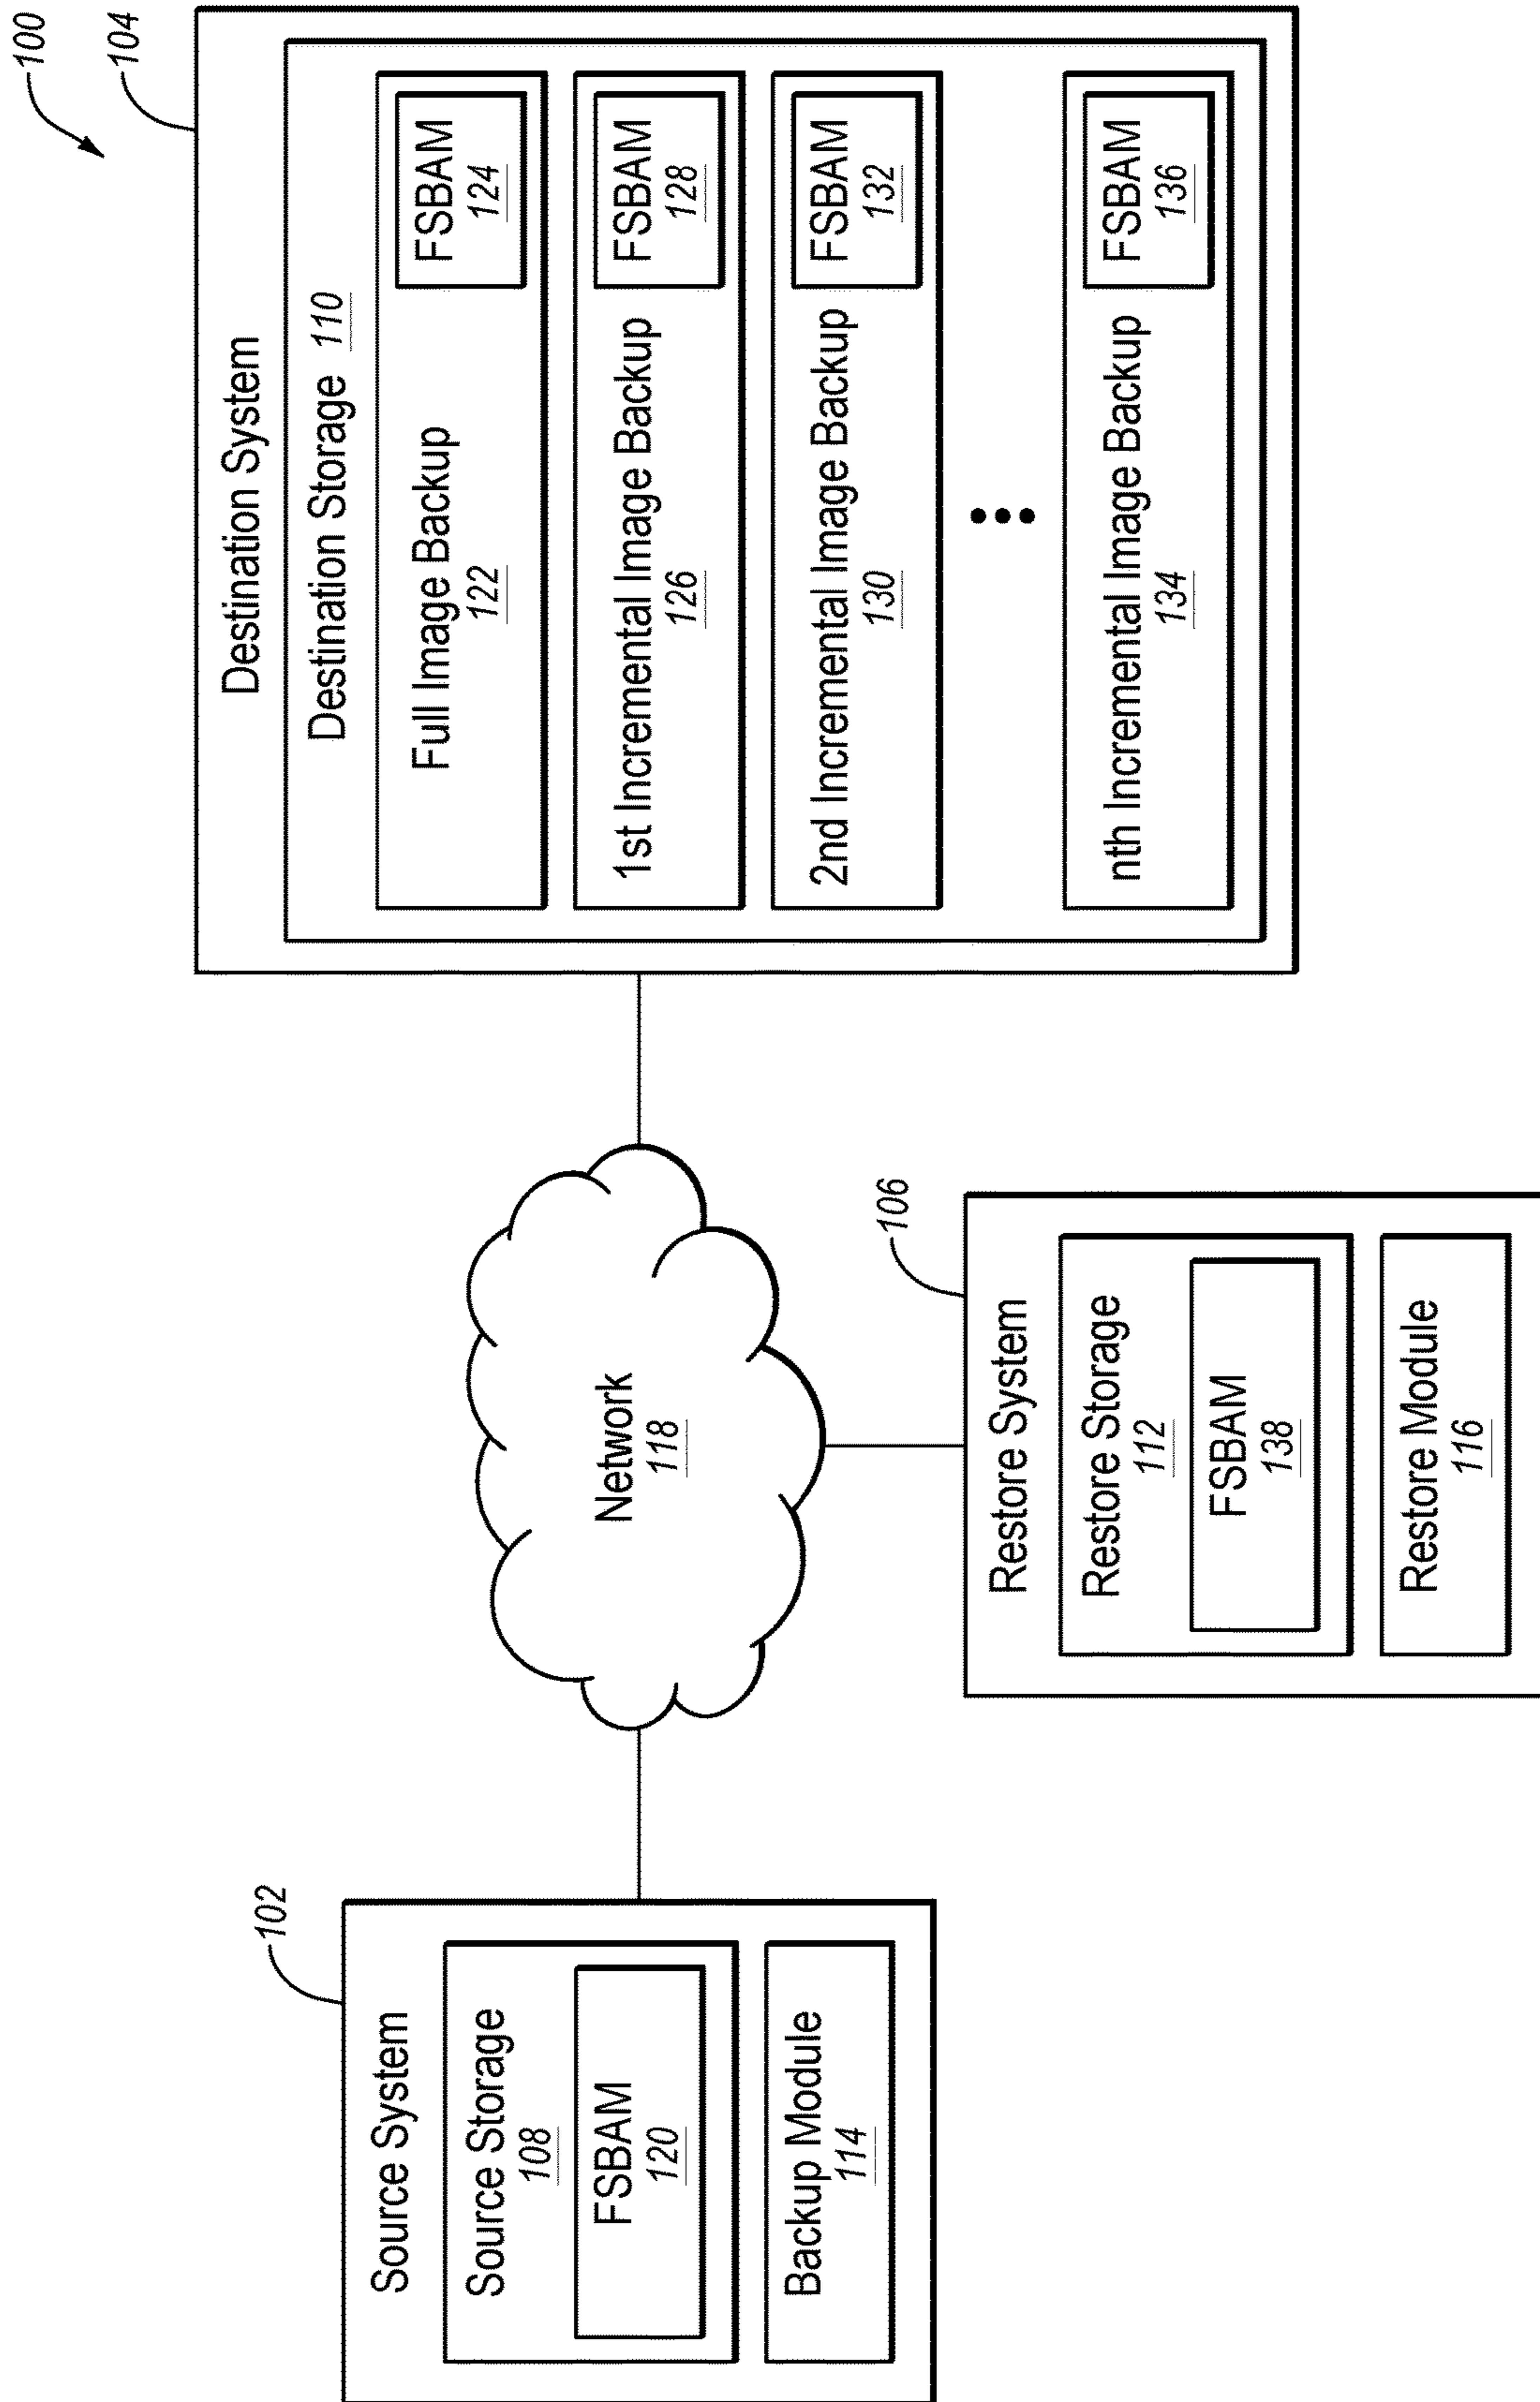 100
104
Destination System
Destination Storage 110
Full Image Backup
122
FSBAM
124
1st Incremental Image Backup
126
FSBAM
128
2nd Incremental Image Backup
130
FSBAM
132
nth Incremental Image Backup
134
FSBAM
136
102
Source System
Source Storage
108
FSBAM
120
Backup Module
114
Network
118
106
Restore System
Restore Storage
112
FSBAM
138
Restore Module
116